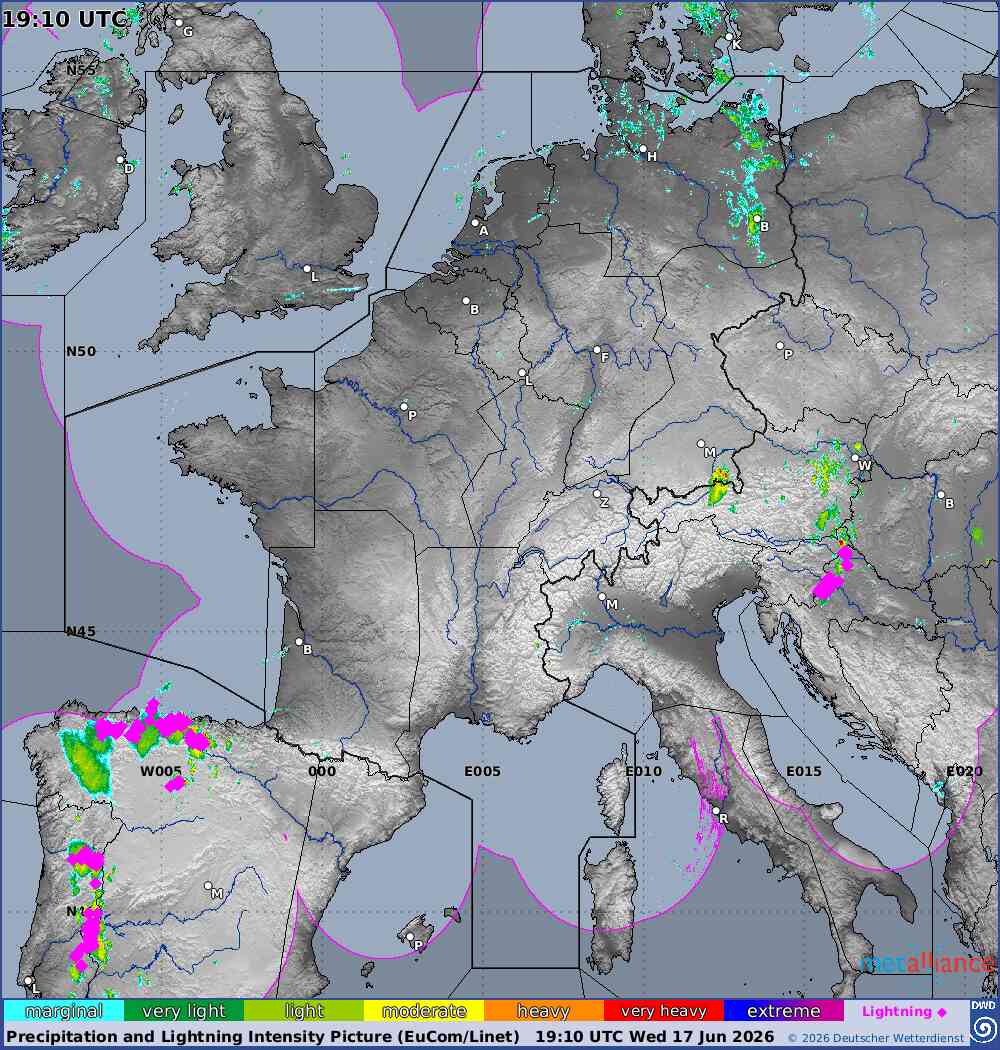 19:10 UTC
G
K
N55
H
D
B
A
L
B
N50
F
P
L
P
M
W
Z
B
M
N45
B
W005
000
E005
E010
E015
E020
R
M
P
L
metalliance
marginal
very light
light
moderate
heavy
very heavy
extreme
Lightning
DWD
Precipitation and Lightning Intensity Picture (EuCom/Linet) 19:10 UTC Wed 17 Jun 2026 © 2026 Deutscher Wetterdienst